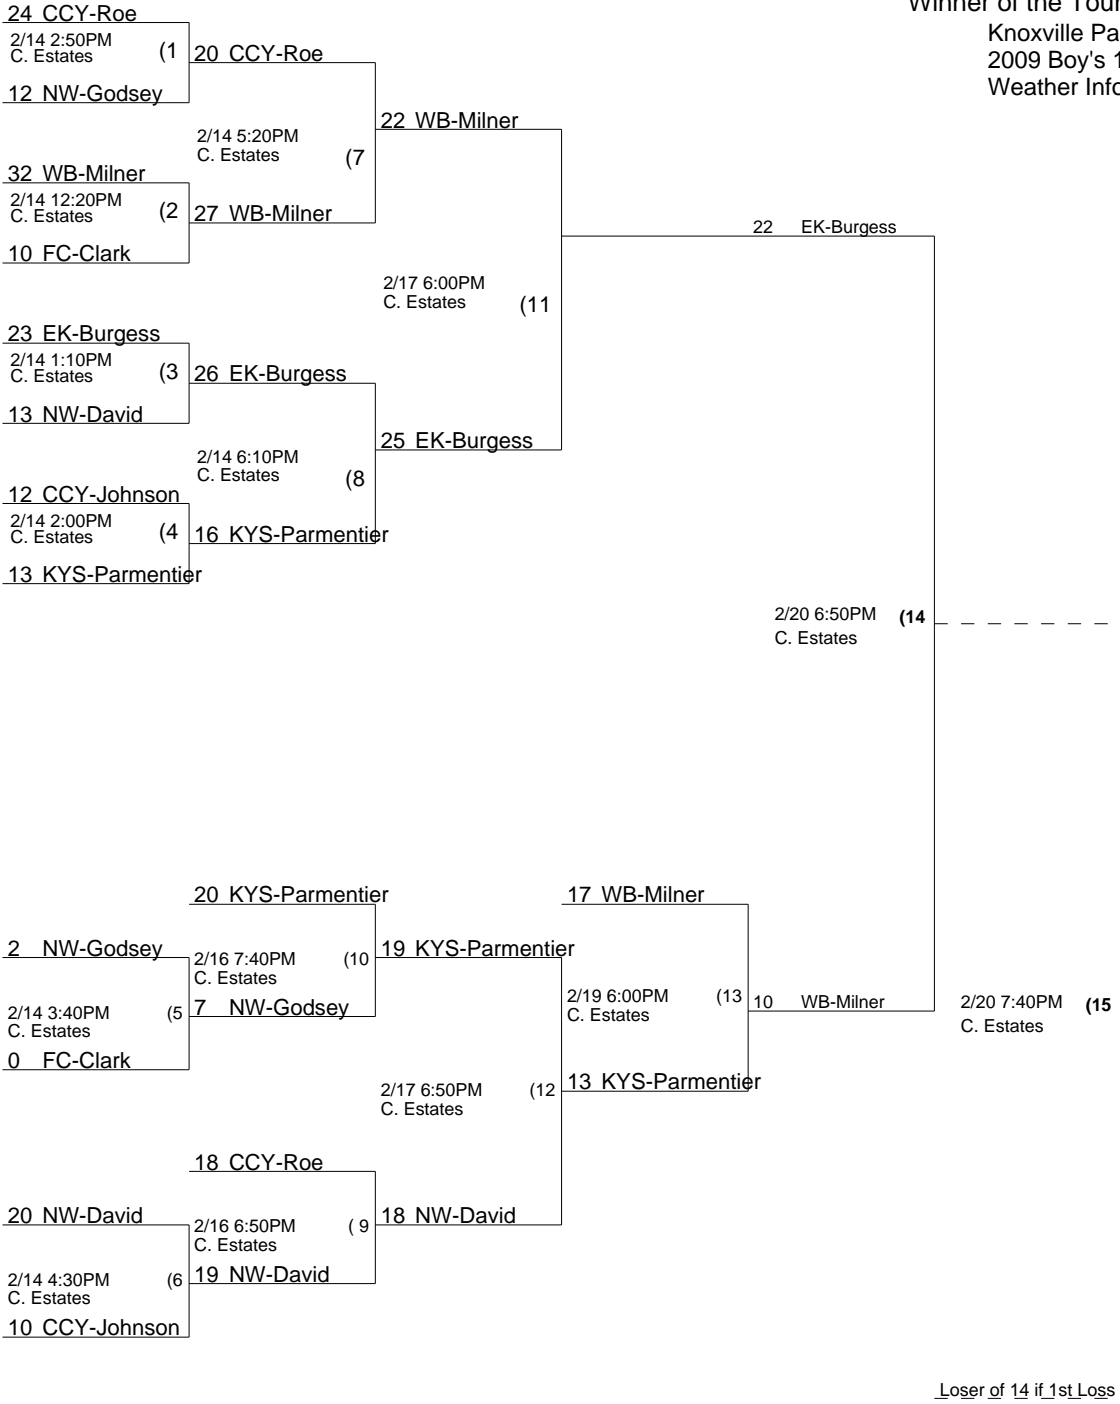 Winner of the Tour
Knoxville Pa
2009 Boy's 1
Weather Info
24 CCY-Roe
2/14 2:50PM
C. Estates (1
12 NW-Godsey
20 CCY-Roe
2/14 5:20PM
C. Estates (7
32 WB-Milner
2/14 12:20PM
C. Estates (2
10 FC-Clark
27 WB-Milner
22 WB-Milner
2/17 6:00PM
C. Estates (11
22 EK-Burgess
23 EK-Burgess
2/14 1:10PM
C. Estates (3
13 NW-David
26 EK-Burgess
2/14 6:10PM
C. Estates (8
25 EK-Burgess
12 CCY-Johnson
2/14 2:00PM
C. Estates (4
13 KYS-Parmentier
16 KYS-Parmentier
2/20 6:50PM (14
C. Estates
20 KYS-Parmentier
2 NW-Godsey
2/16 7:40PM (10
C. Estates
2/14 3:40PM (5
C. Estates
7 NW-Godsey
0 FC-Clark
19 KYS-Parmentier
17 WB-Milner
2/19 6:00PM (13
C. Estates
10 WB-Milner
2/20 7:40PM (15
C. Estates
2/17 6:50PM (12
C. Estates
13 KYS-Parmentier
18 CCY-Roe
20 NW-David
2/16 6:50PM ( 9
C. Estates
18 NW-David
2/14 4:30PM (6
C. Estates
19 NW-David
10 CCY-Johnson
Loser of 14 if 1st Loss